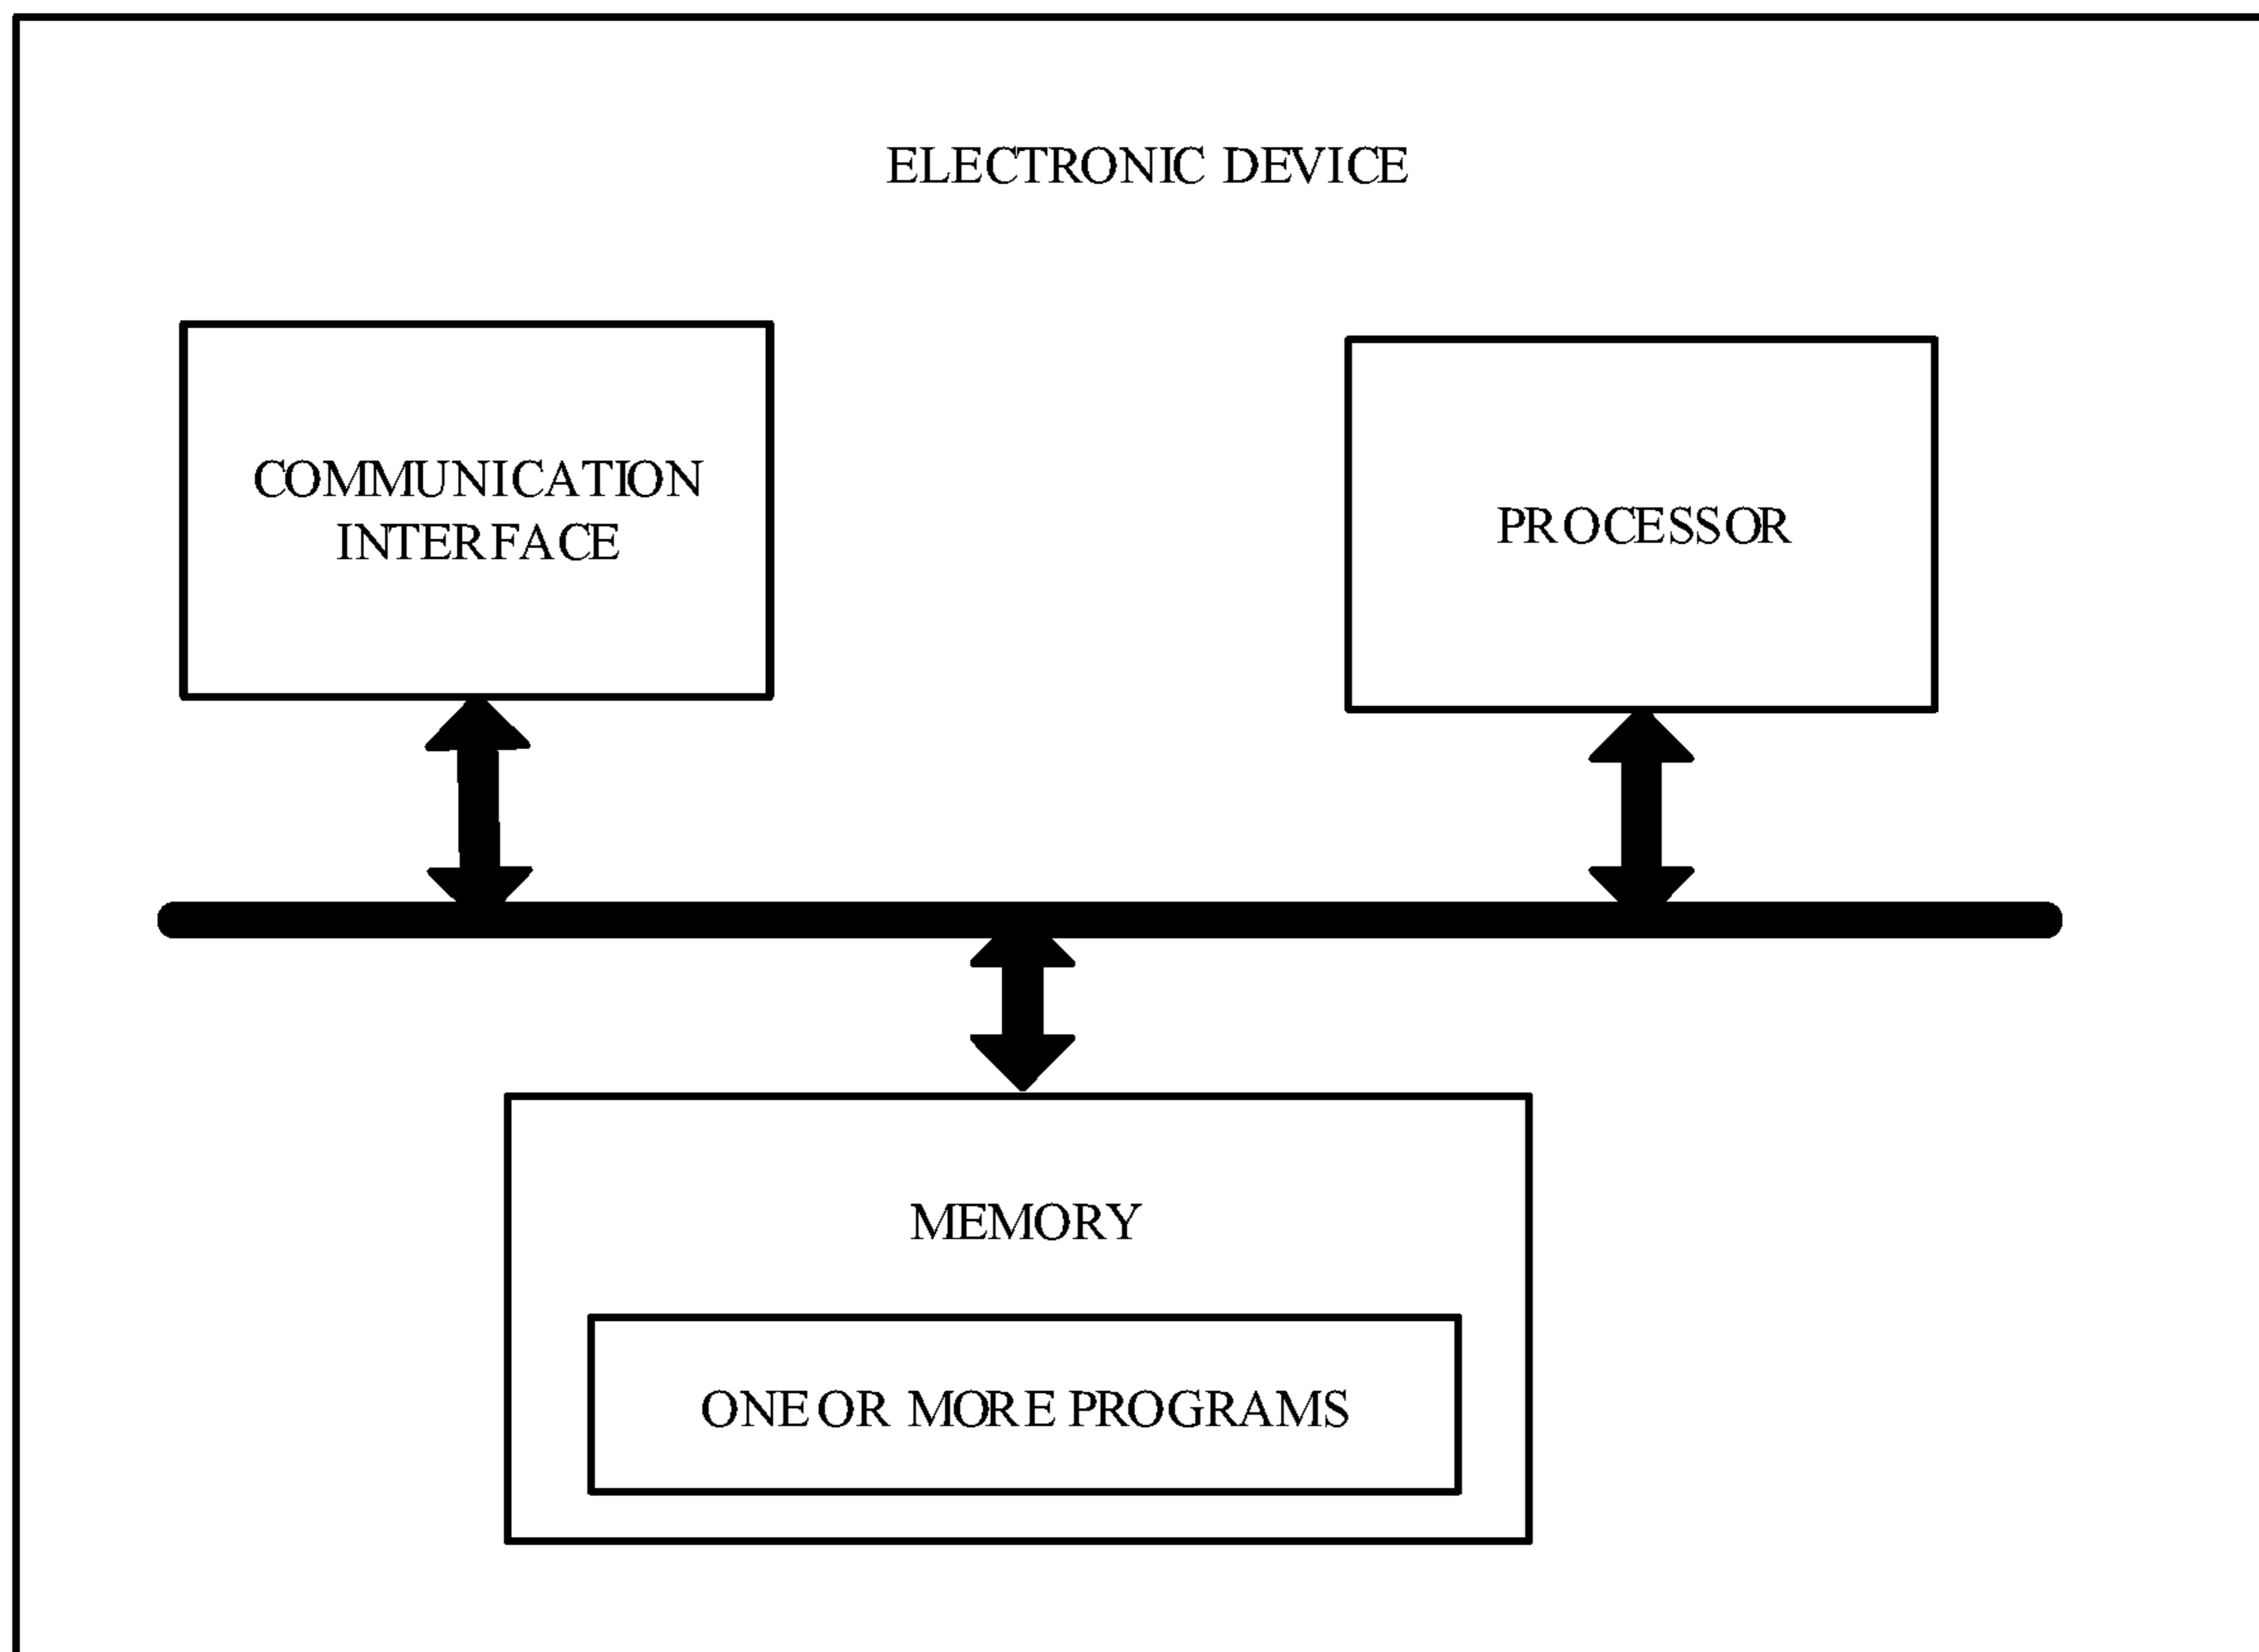 ELECTRONIC DEVICE
COMMUNICATION
INTERFACE
PROCESSOR
MEMORY
ONE OR MORE PROGRAMS